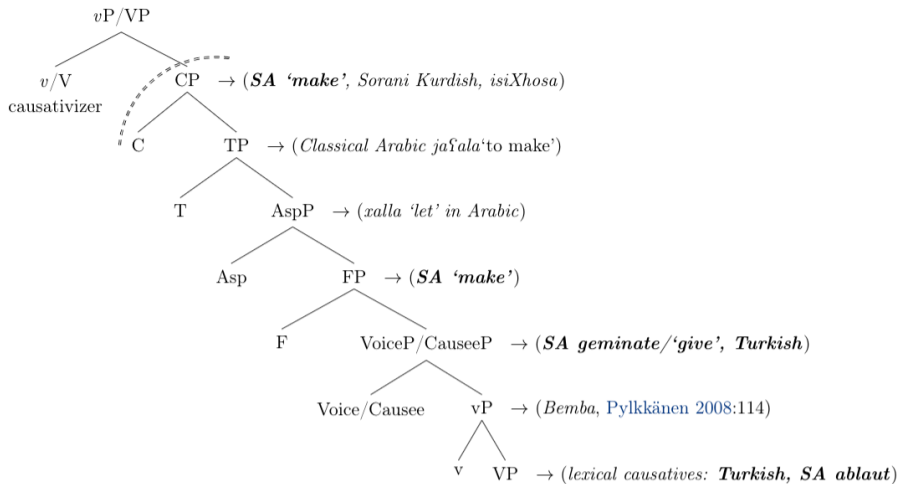 vP/VP
v/V
causativizer
CP → (SA ‘make’, Sorani Kurdish, isiXhosa)
C
TP → (Classical Arabic jaʕala‘to make’)
T
AspP → (xalla ‘let’ in Arabic)
Asp
FP → (SA ‘make’)
F
VoiceP/CauseeP → (SA geminate/‘give’, Turkish)
Voice/Causee
vP → (Bemba, Pylkkänen 2008:114)
v
VP → (lexical causatives: Turkish, SA ablaut)